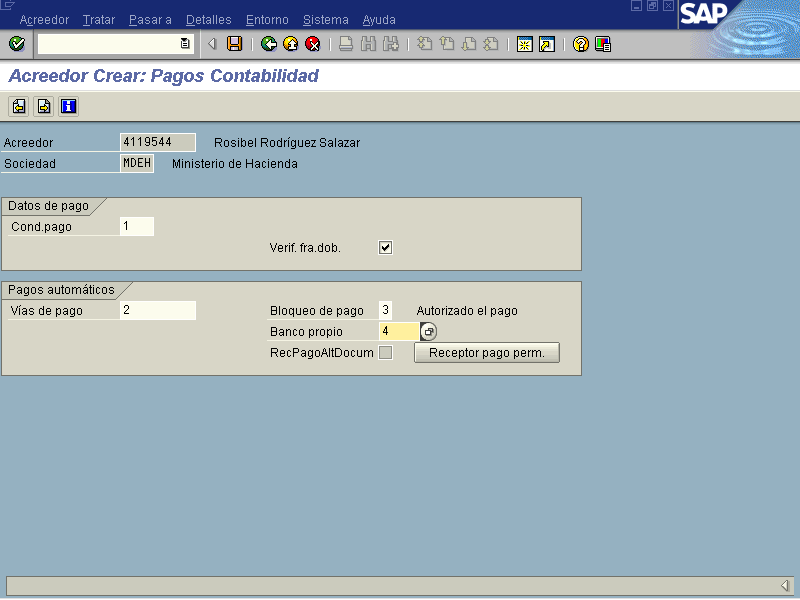 Acreedor Tratar Pasar a Detalles Entorno Sistema Ayuda
SAP
Acreedor Crear: Pagos Contabilidad
Acreedor 4119544 Rosibel Rodríguez Salazar
Sociedad MDEH Ministerio de Hacienda
Datos de pago
Cond.pago 1
Verif. fra.dob.
Pagos automáticos
Vías de pago 2 Bloqueo de pago 3 Autorizado el pago
Banco propio 4
RecPagoAltDocum Receptor pago perm.